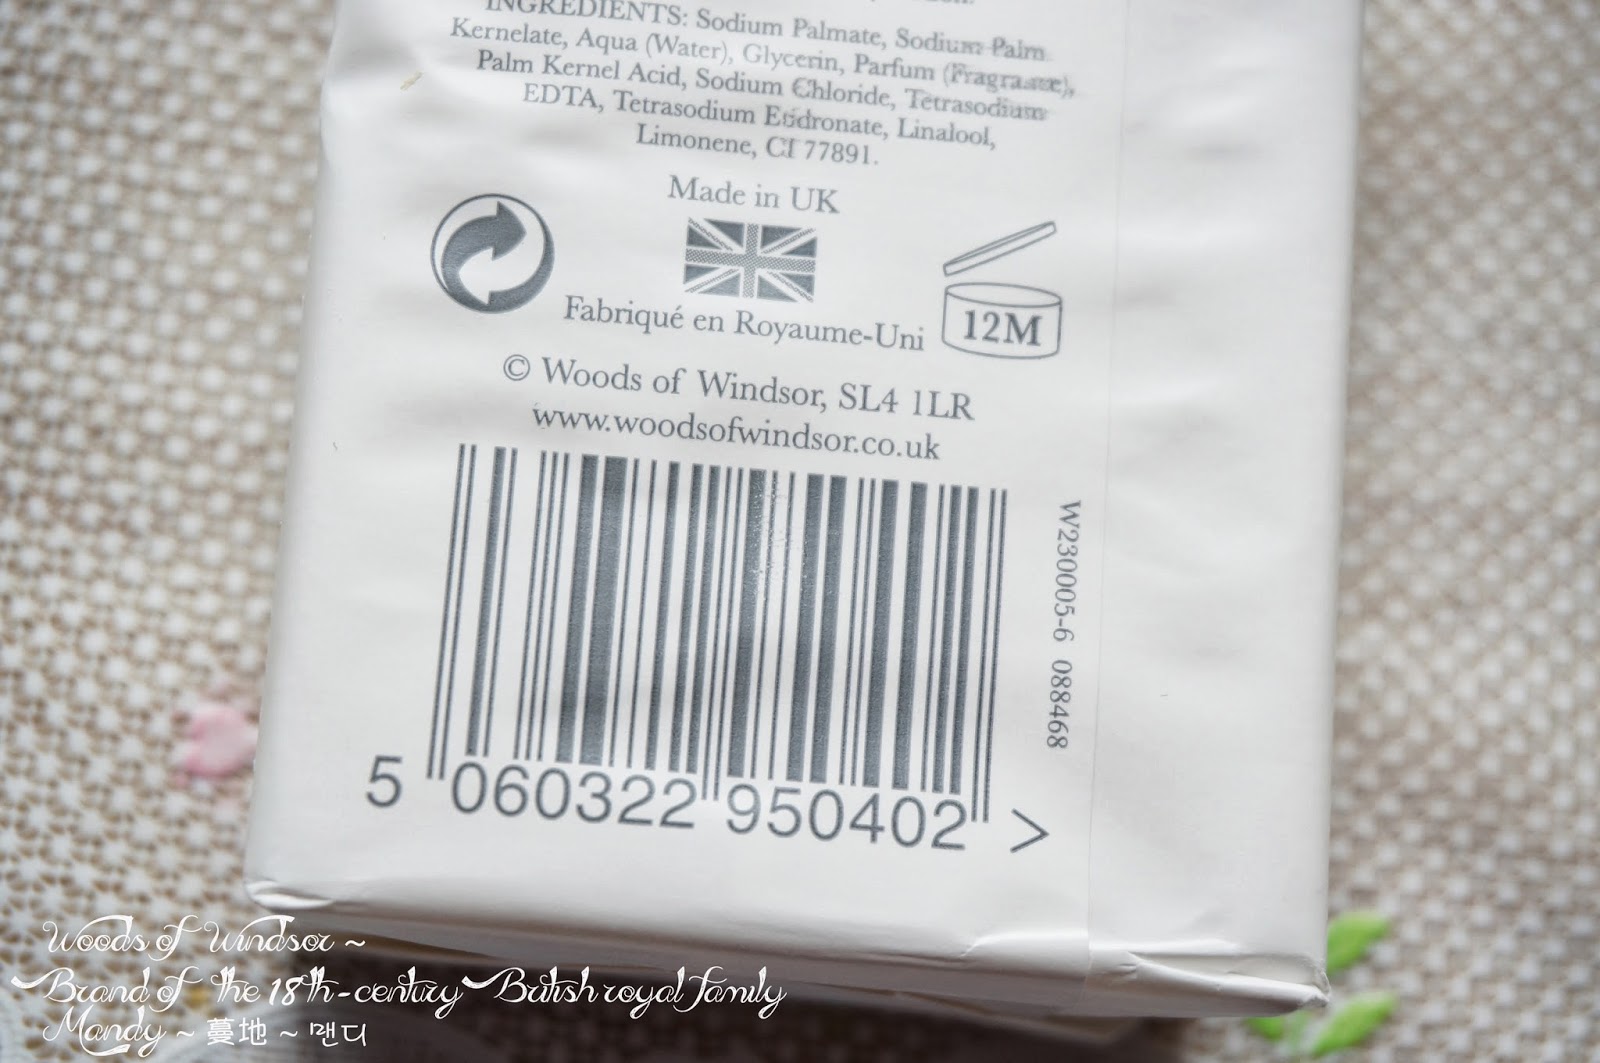 INGREDIENTS: Sodium Palmate, Sodium Palm
Kernelate, Aqua (Water), Glycerin, Parfum (Fragrance),
Palm Kernel Acid, Sodium Chloride, Tetrasodium
EDTA, Tetrasodium Etidronate, Linalool,
Limonene, CI 77891.
Made in UK
Fabriqué en Royaume-Uni
12M
© Woods of Windsor, SL4 1LR
www.woodsofwindsor.co.uk
W230005-6 088468
5 060322 950402 >
Woods of Windsor ~
Brand of the 18th-century British royal family
Mandy ~ 蔓地 ~ 맨디